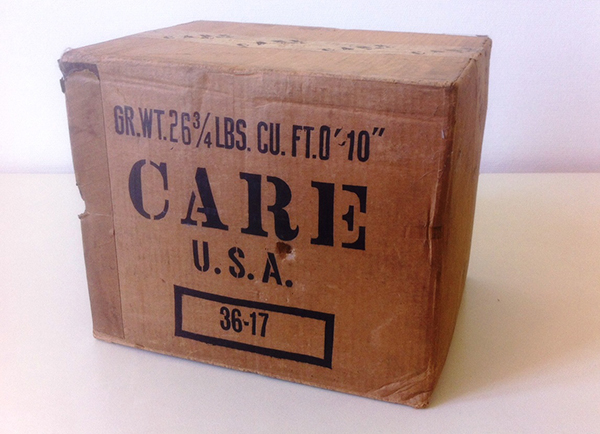 GR.WT.26¾LBS. CU. FT.0'-10"
CARE
U.S.A.
36-17